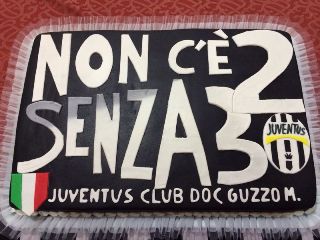 NON C'È 2
SENZA 3
JUVENTUS
JUVENTUS CLUB DOC GUZZO M.